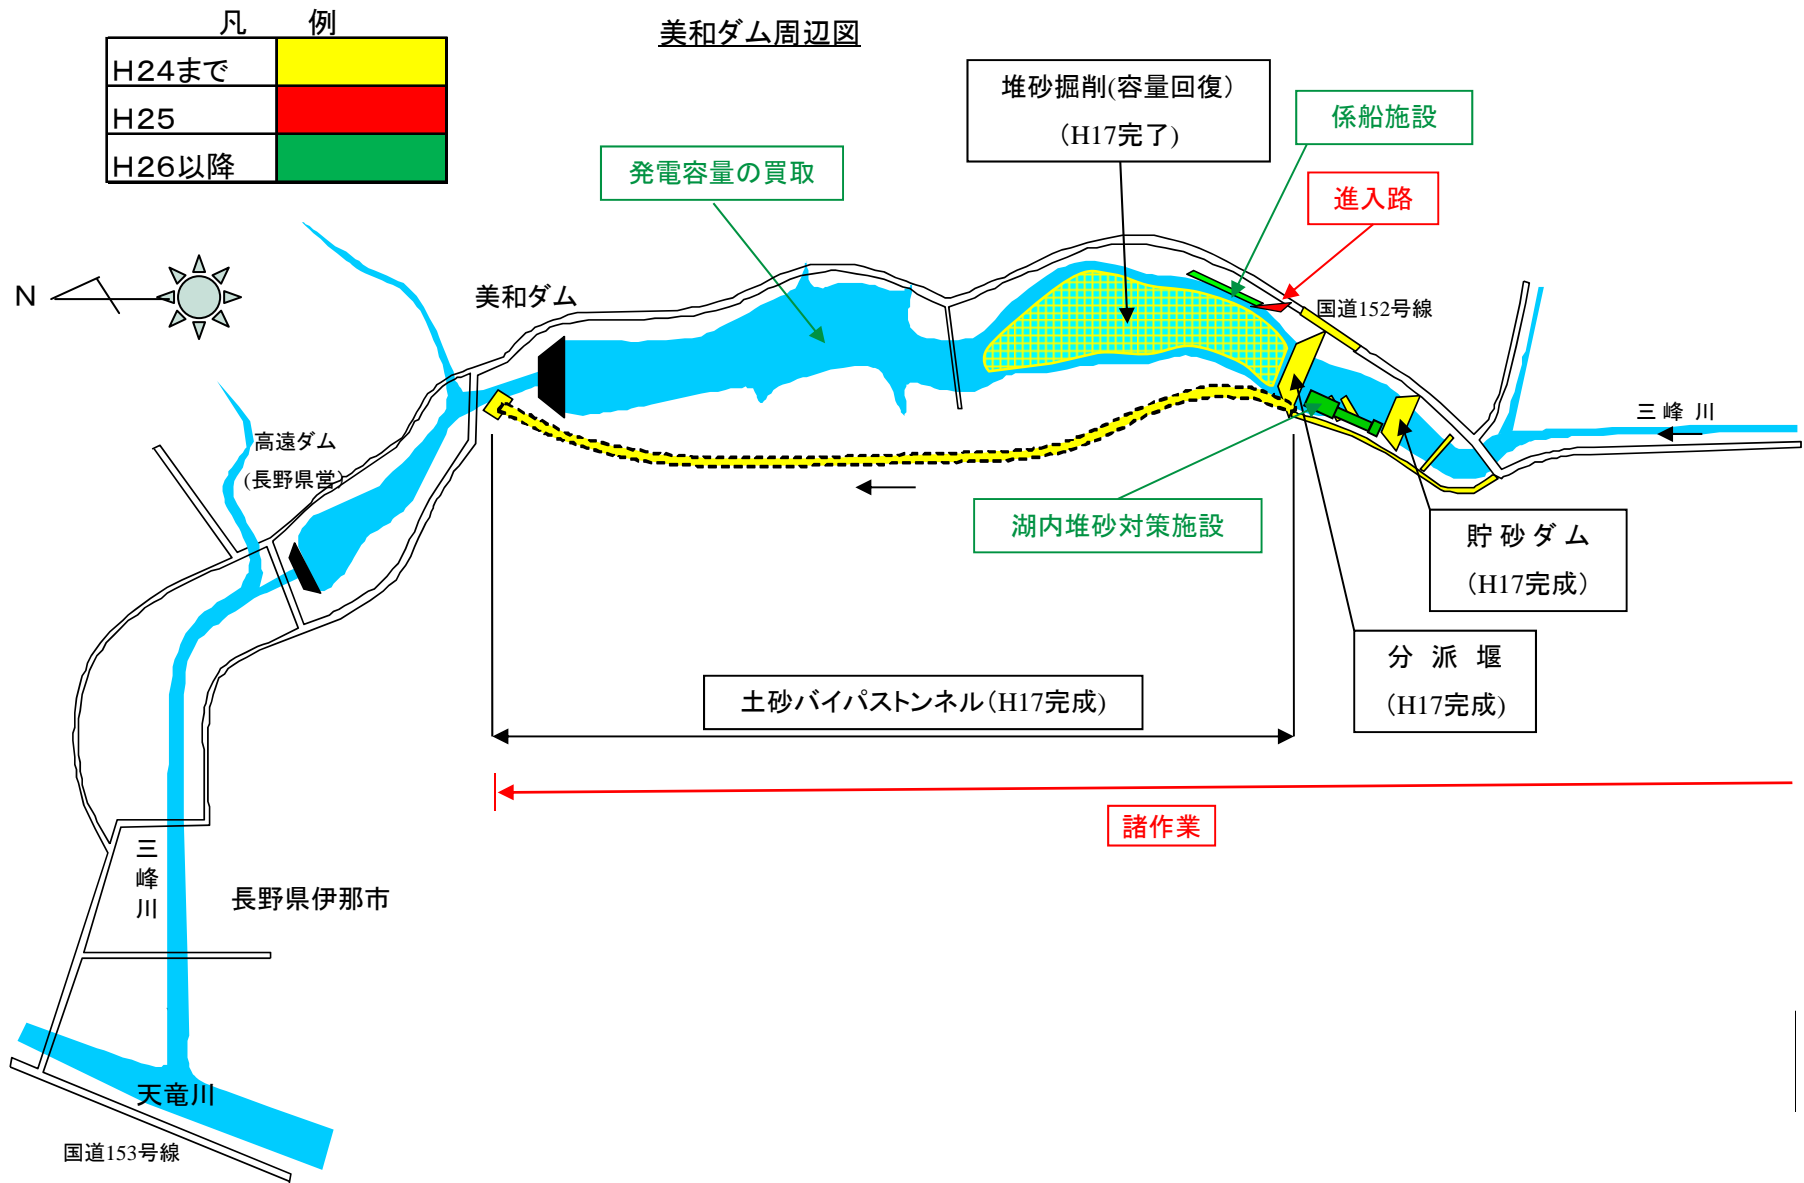 凡 例
H24まで
H25
H26以降
美和ダム周辺図
堆砂掘削(容量回復)
(H17完了)
係船施設
発電容量の買取
進入路
N
美和ダム
国道152号線
高遠ダム
(長野県営)
三峰川
湖内堆砂対策施設
貯砂ダム
(H17完成)
分派堰
(H17完成)
土砂バイパストンネル(H17完成)
諸作業
三峰川
長野県伊那市
天竜川
国道153号線